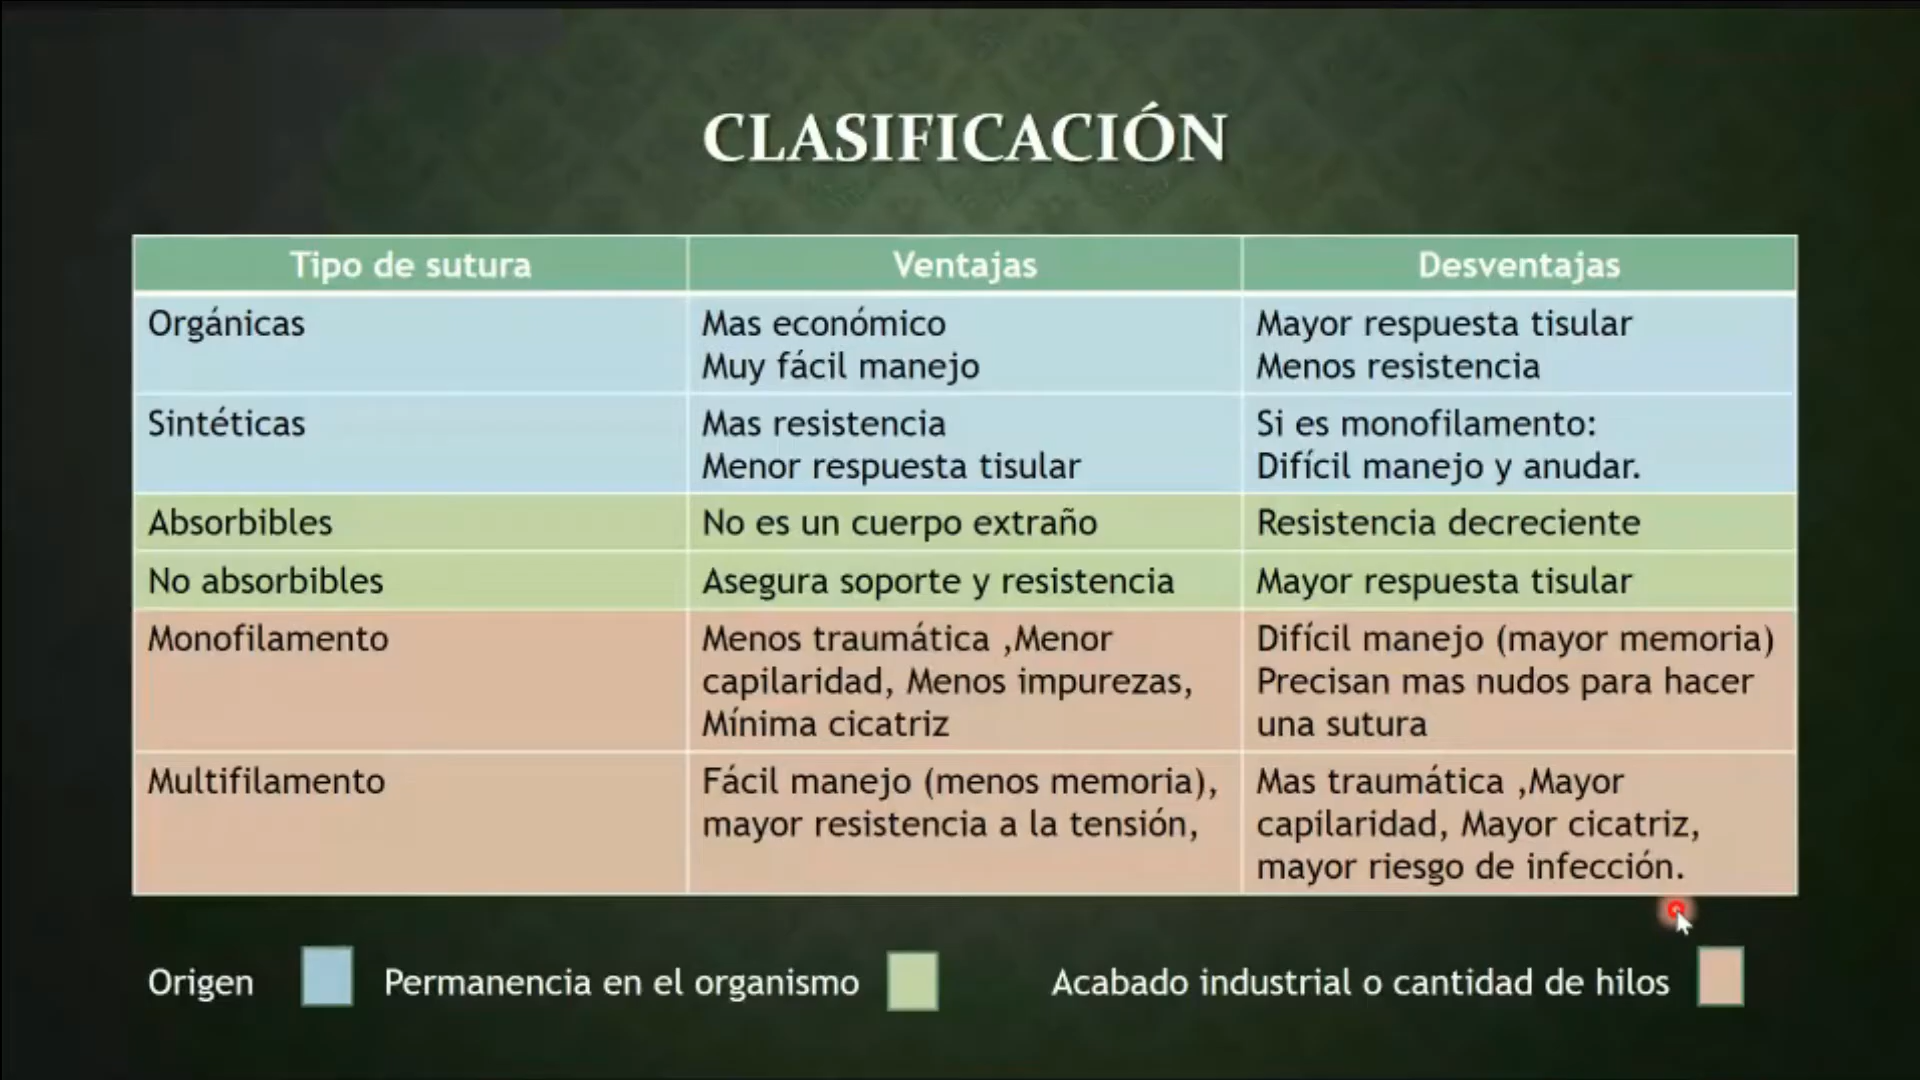 CLASIFICACIÓN
Tipo de sutura
Ventajas
Desventajas
Orgánicas
Mas económico
Muy fácil manejo
Mayor respuesta tisular
Menos resistencia
Sintéticas
Mas resistencia
Menor respuesta tisular
Si es monofilamento:
Difícil manejo y anudar.
Absorbibles
No es un cuerpo extraño
Resistencia decreciente
No absorbibles
Asegura soporte y resistencia
Mayor respuesta tisular
Monofilamento
Menos traumática ,Menor
capilaridad, Menos impurezas,
Mínima cicatriz
Difícil manejo (mayor memoria)
Precisan mas nudos para hacer
una sutura
Multifilamento
Fácil manejo (menos memoria),
mayor resistencia a la tensión,
Mas traumática ,Mayor
capilaridad, Mayor cicatriz,
mayor riesgo de infección.
Origen
Permanencia en el organismo
Acabado industrial o cantidad de hilos